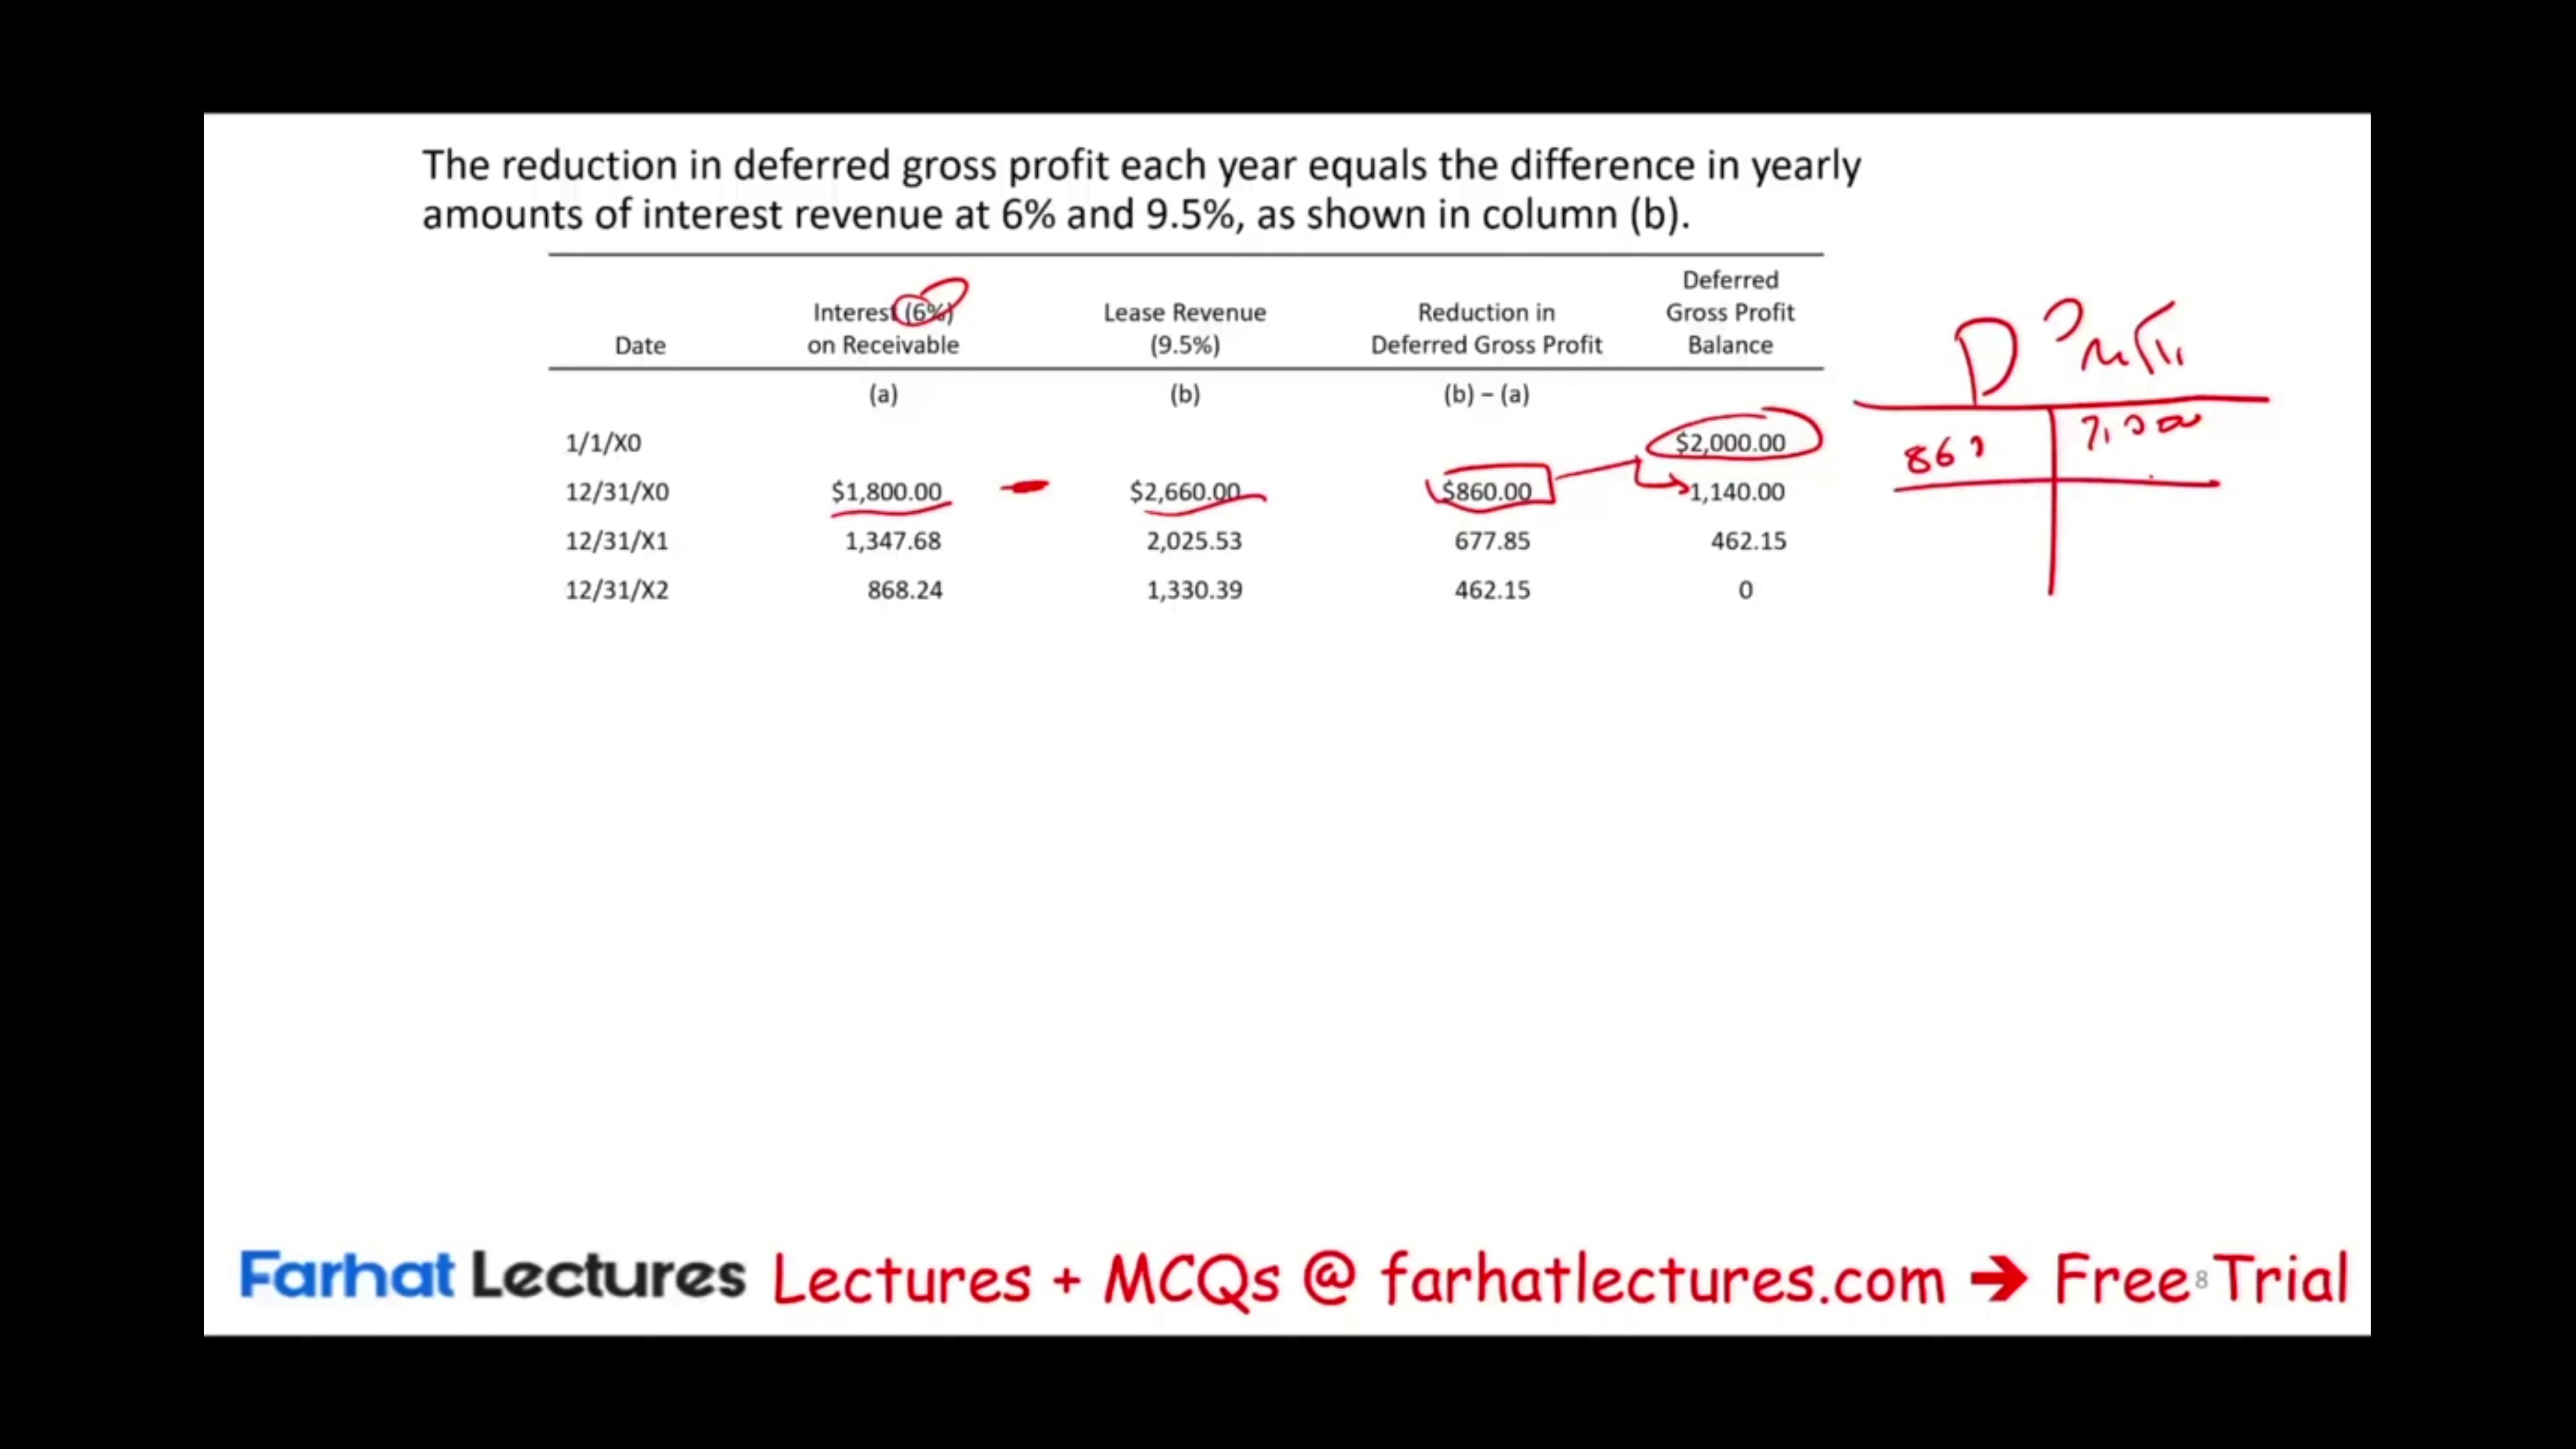 The reduction in deferred gross profit each year equals the difference in yearly
amounts of interest revenue at 6% and 9.5%, as shown in column (b).
Date Interest (6%) on Receivable Lease Revenue (9.5%) Reduction in Deferred Gross Profit Deferred Gross Profit Balance
(a) (b) (b) – (a)
1/1/X0 $2,000.00
12/31/X0 $1,800.00 $2,660.00 $860.00 1,140.00
12/31/X1 1,347.68 2,025.53 677.85 462.15
12/31/X2 868.24 1,330.39 462.15 0
D
860
Farhat Lectures Lectures + MCQs @ farhatlectures.com ➔ Free Trial
8